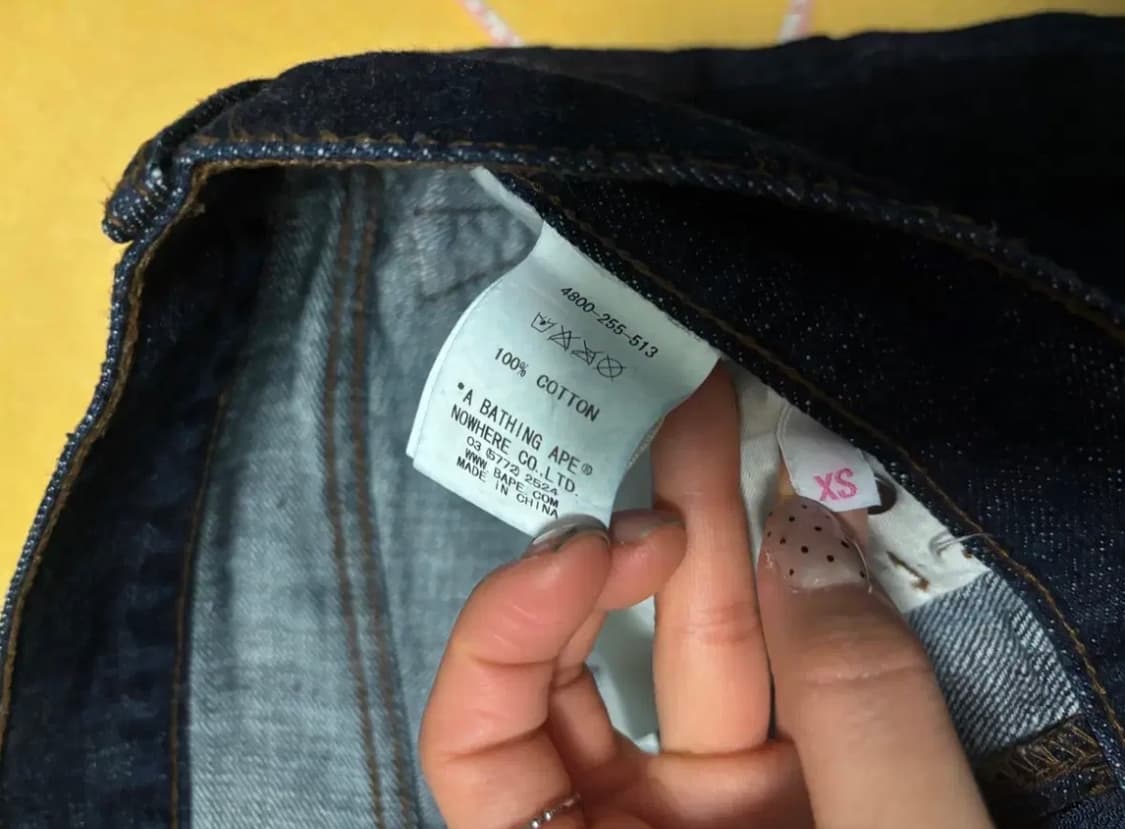 4800-255-513
100% COTTON
•A BATHING APE®
NOWHERE CO.,LTD.
03 (5772) 2524
WWW.BAPE.COM
MADE IN CHINA
XS